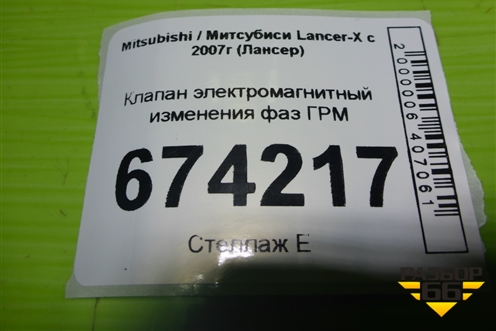 Mitsubishi / Митсубиси Lancer-X с
2007г (Лансер)
Клапан электромагнитный
изменения фаз ГРМ
674217
Стеллаж Е
2000006407061
РАЗБОР
66